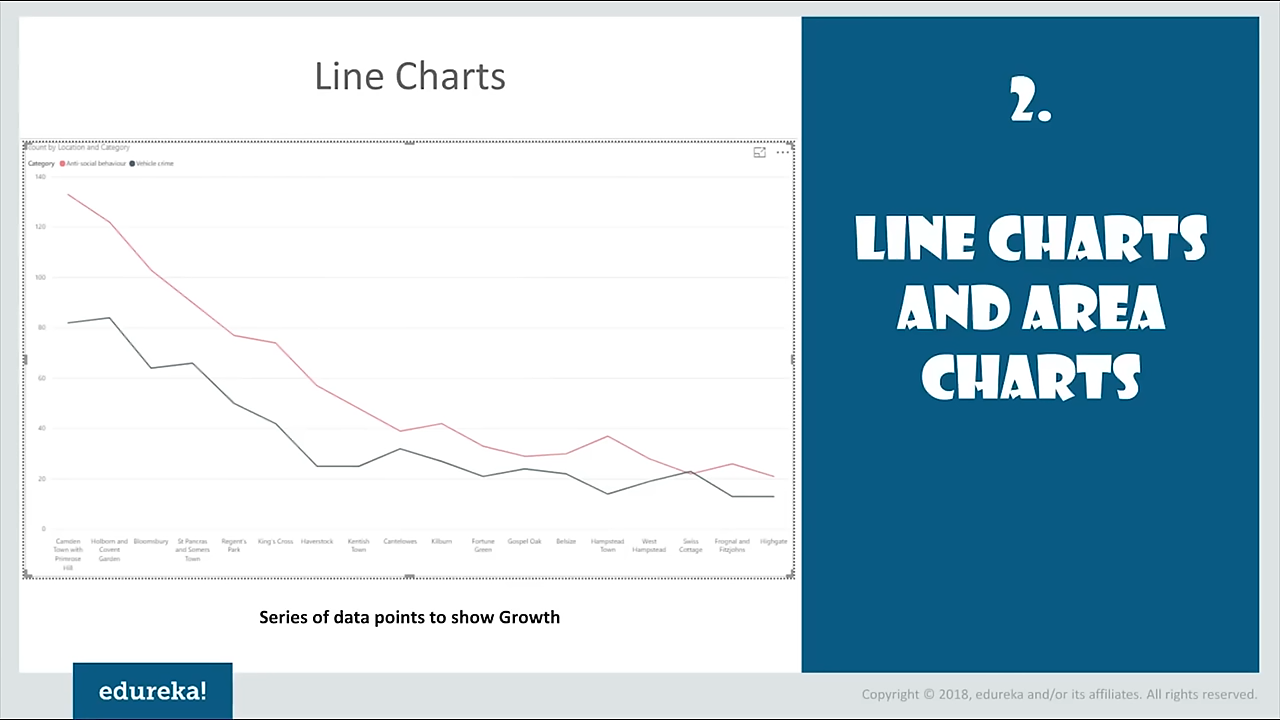 Line Charts
Count by Location and Category
Category Anti-social behaviour Vehicle crime
140
120
100
80
60
40
20
0
Camden Town with Primrose Hill
Holborn and Covent Garden
Bloomsbury
St Pancras and Somers Town
Regent's Park
King's Cross
Haverstock
Kentish Town
Cantelowes
Kilburn
Fortune Green
Gospel Oak
Belsize
Hampstead Town
West Hampstead
Swiss Cottage
Frognal and Fitzjohns
Highgate
Series of data points to show Growth
2.
LINE CHARTS
AND AREA
CHARTS
edureka!
Copyright © 2018, edureka and/or its affiliates. All rights reserved.